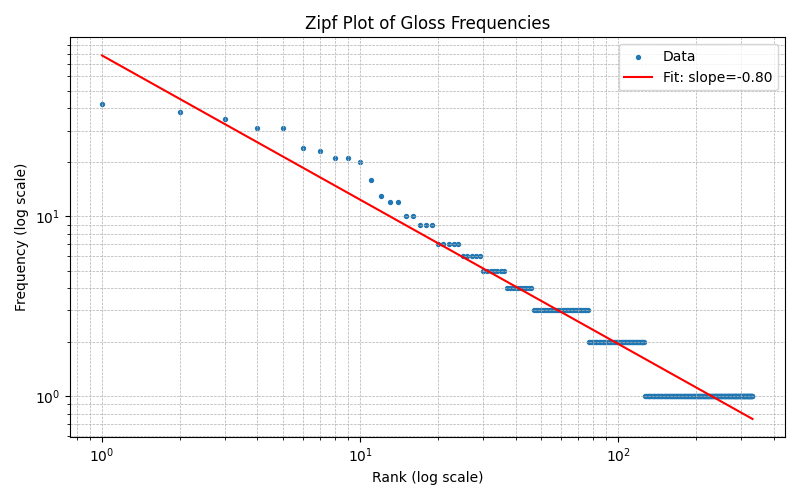 Zipf Plot of Gloss Frequencies
Data
Fit: slope=-0.80
Frequency (log scale)
10¹
10⁰
10⁰
10¹
10²
Rank (log scale)